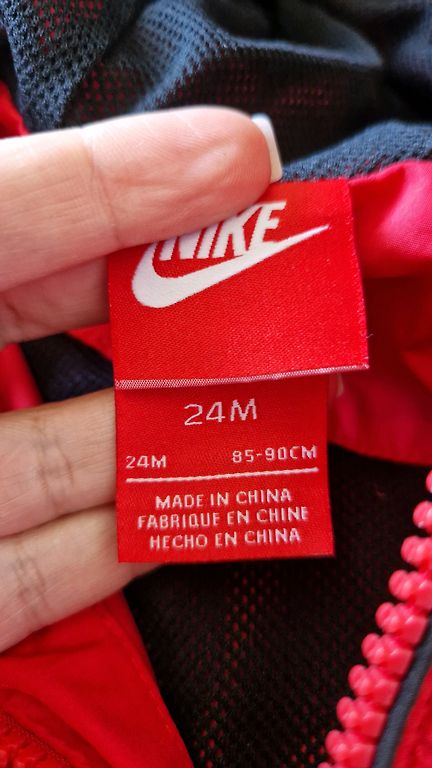 NIKE
24M
24M 85-90CM
MADE IN CHINA
FABRIQUE EN CHINE
HECHO EN CHINA